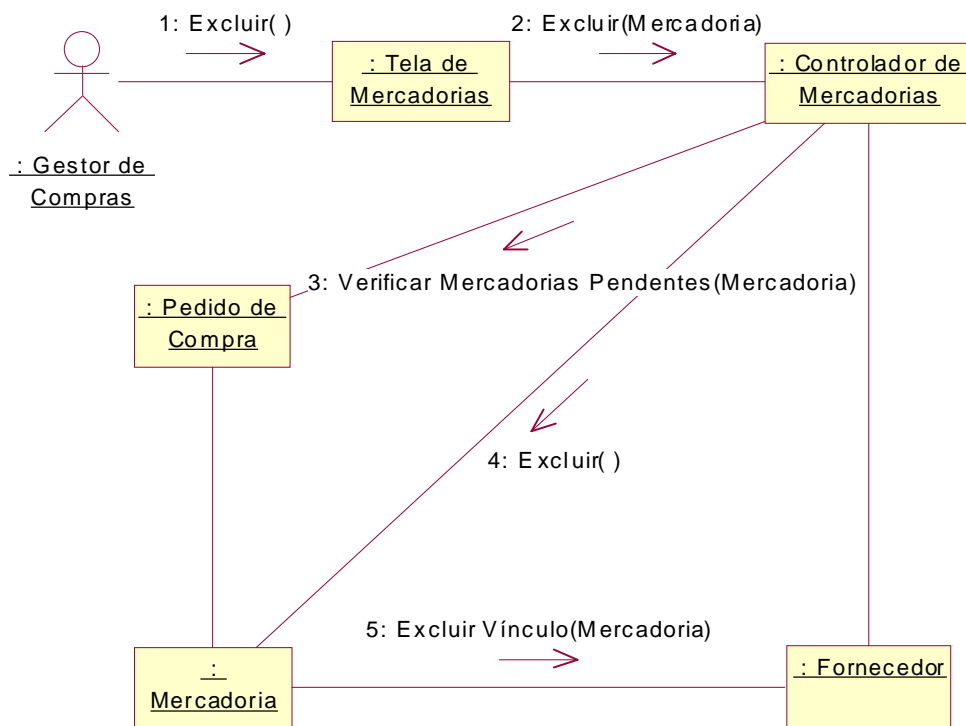 1: Excluir( )
2: Excluir(Mercadoria)
: Tela de
Mercadorias
: Controlador de
Mercadorias
: Gestor de
Compras
3: Verificar Mercadorias Pendentes(Mercadoria)
: Pedido de
Compra
4: Excluir( )
5: Excluir Vínculo(Mercadoria)
:
Mercadoria
: Fornecedor